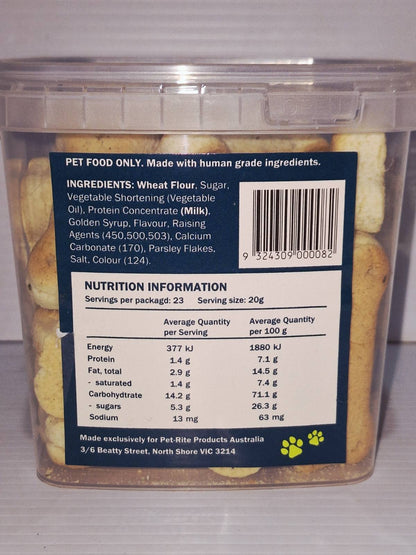 PET FOOD ONLY. Made with human grade ingredients.
INGREDIENTS: Wheat Flour, Sugar,
Vegetable Shortening (Vegetable
Oil), Protein Concentrate (Milk),
Golden Syrup, Flavour, Raising
Agents (450,500,503), Calcium
Carbonate (170), Parsley Flakes,
Salt, Colour (124).
9 324309 000082
NUTRITION INFORMATION
Servings per packagd: 23 Serving size: 20g
Average Quantity Average Quantity
per Serving per 100 g
Energy 377 kJ 1880 kJ
Protein 1.4 g 7.1 g
Fat, total 2.9 g 14.5 g
- saturated 1.4 g 7.4 g
Carbohydrate 14.2 g 71.1 g
- sugars 5.3 g 26.3 g
Sodium 13 mg 63 mg
Made exclusively for Pet-Rite Products Australia
3/6 Beatty Street, North Shore VIC 3214